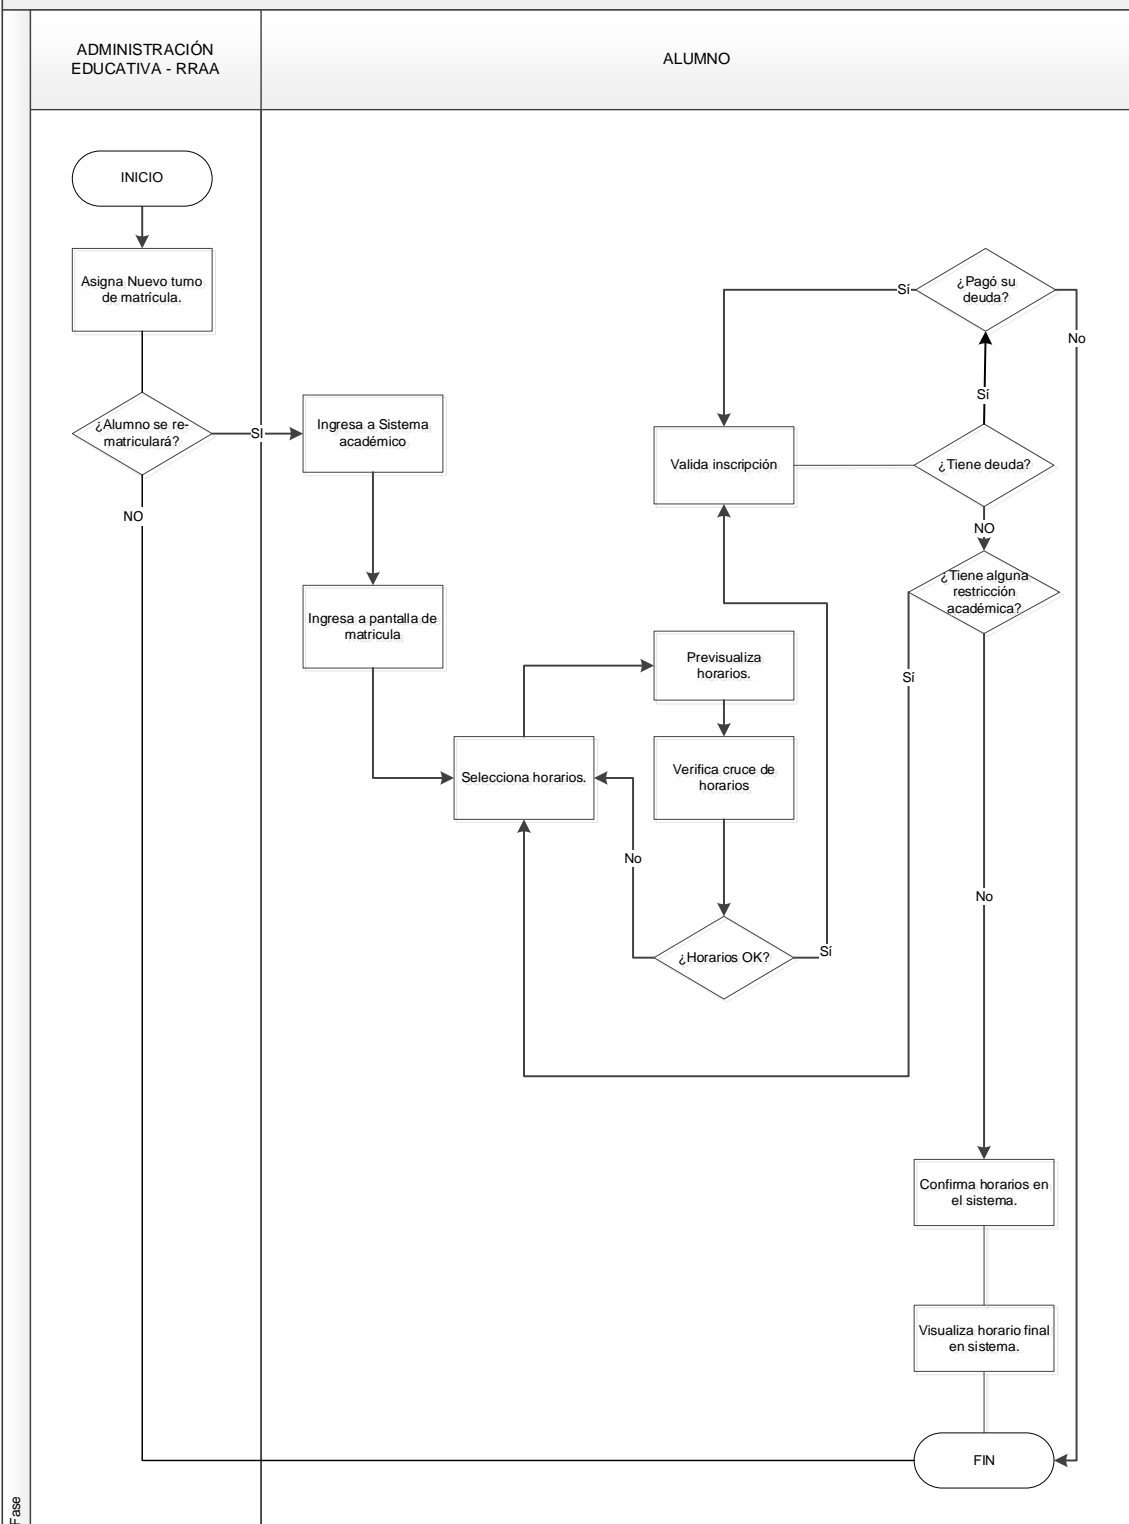 ADMINISTRACIÓN
EDUCATIVA - RRAA
ALUMNO
INICIO
Asigna Nuevo turno
de matrícula.
¿Alumno se re-
matriculará?
SI
NO
Ingresa a Sistema
académico
Ingresa a pantalla de
matricula
Selecciona horarios.
Previsualiza
horarios.
Verifica cruce de
horarios
¿Horarios OK?
No
Sí
Valida inscripción
¿Tiene deuda?
Sí
¿Pagó su
deuda?
Sí
No
NO
¿Tiene alguna
restricción
académica?
Sí
No
Confirma horarios en
el sistema.
Visualiza horario final
en sistema.
FIN
Fase